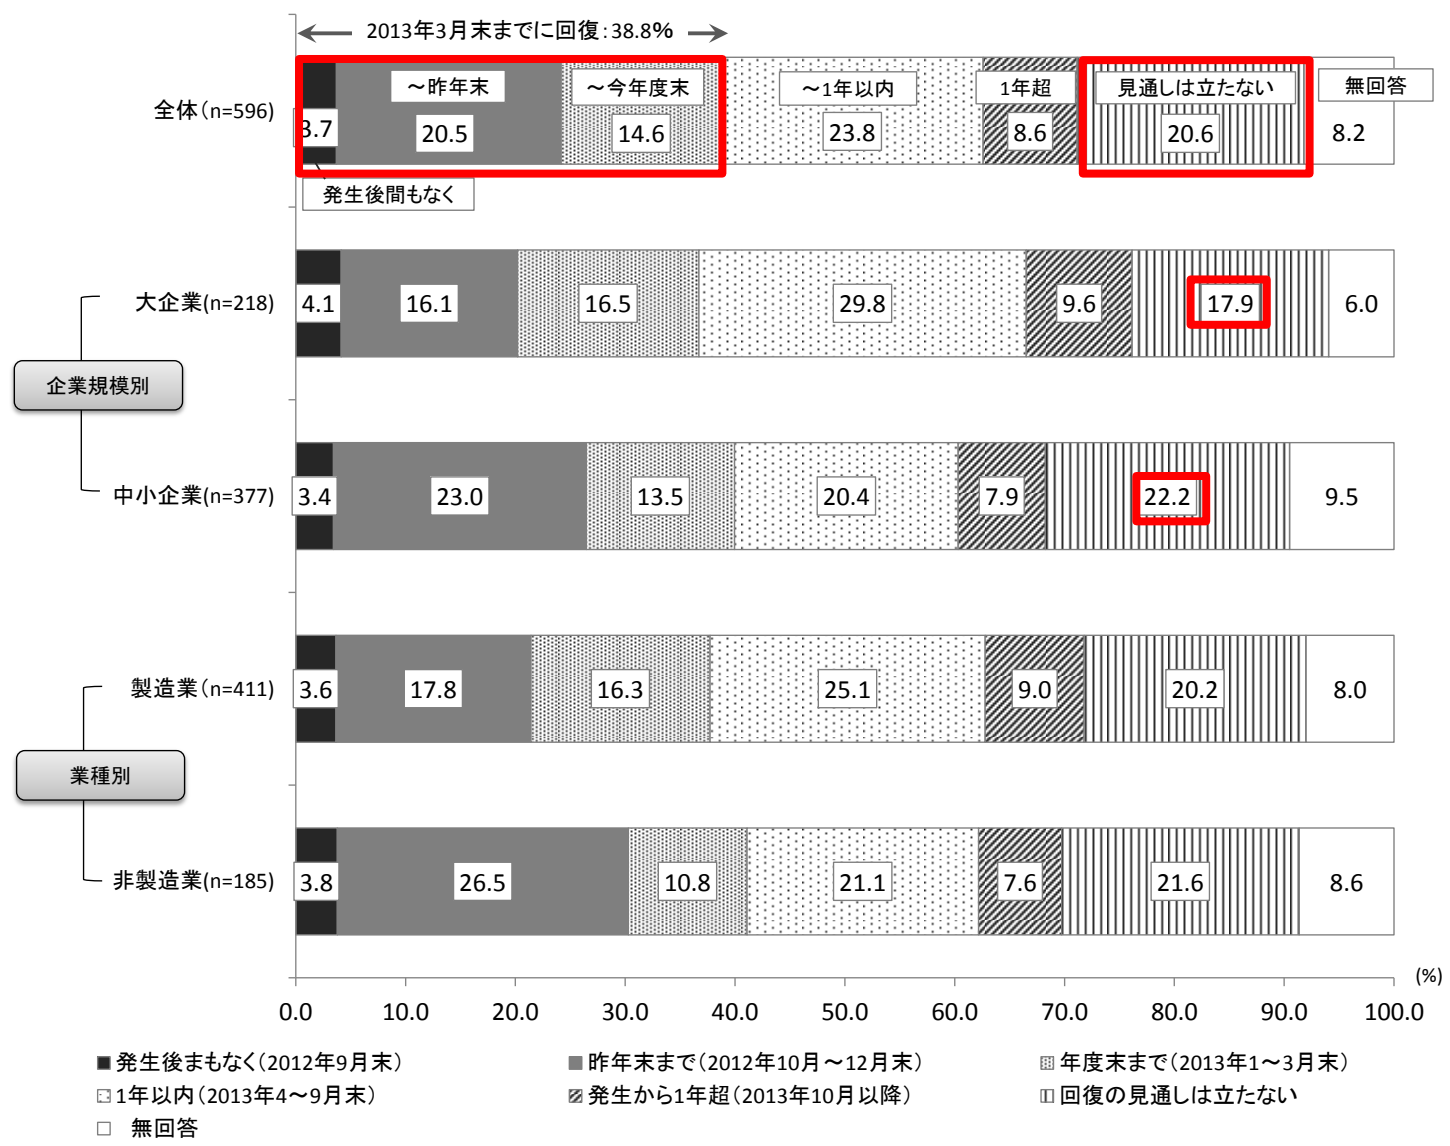 2013年3月末までに回復：38.8%
～昨年末
～今年度末
～1年以内
1年超
見通しは立たない
無回答
全体（n=596）
3.7
20.5
14.6
23.8
8.6
20.6
8.2
発生後間もなく
大企業(n=218)
4.1
16.1
16.5
29.8
9.6
17.9
6.0
企業規模別
中小企業(n=377)
3.4
23.0
13.5
20.4
7.9
22.2
9.5
製造業（n=411)
3.6
17.8
16.3
25.1
9.0
20.2
8.0
業種別
非製造業(n=185)
3.8
26.5
10.8
21.1
7.6
21.6
8.6
(%)
0.0 10.0 20.0 30.0 40.0 50.0 60.0 70.0 80.0 90.0 100.0
発生後まもなく（2012年9月末） 昨年末まで（2012年10月～12月末） 年度末まで（2013年1～3月末）
1年以内（2013年4～9月末） 発生から1年超（2013年10月以降） 回復の見通しは立たない
無回答